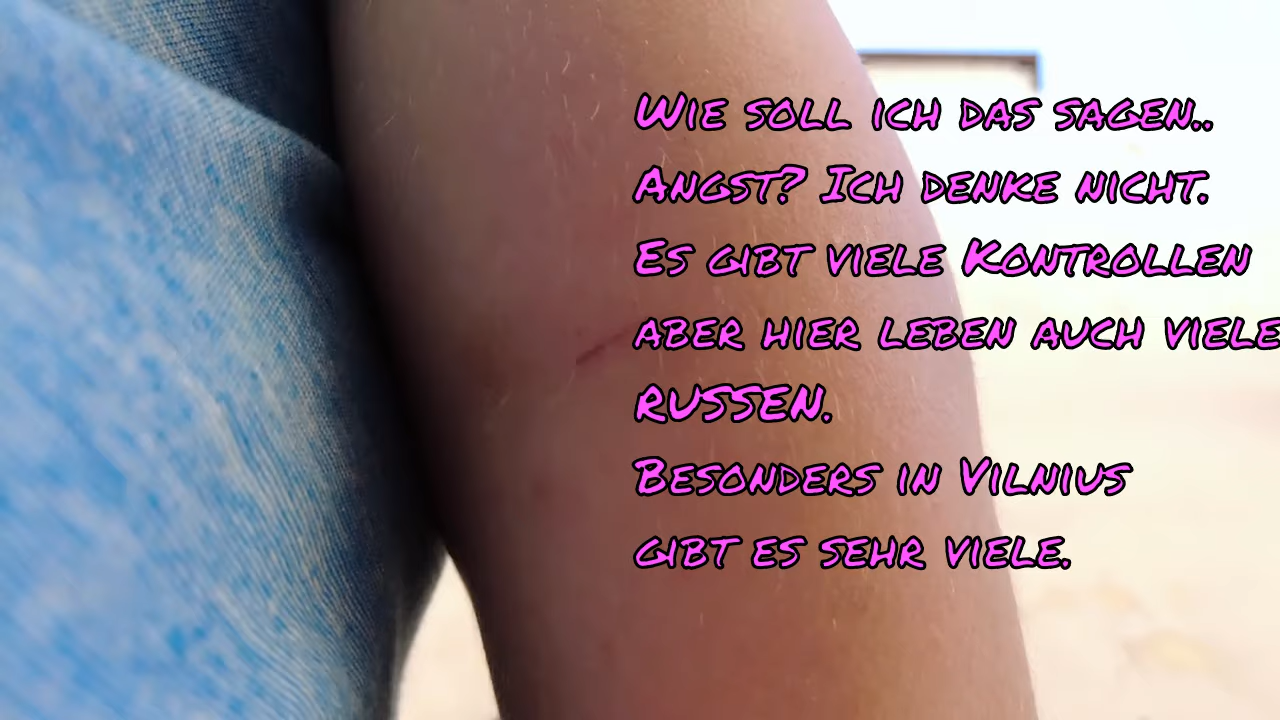 Wie soll ich das sagen..
Angst? Ich denke nicht.
Es gibt viele Kontrollen
aber hier leben auch viele
Russen.
Besonders in Vilnius
gibt es sehr viele.